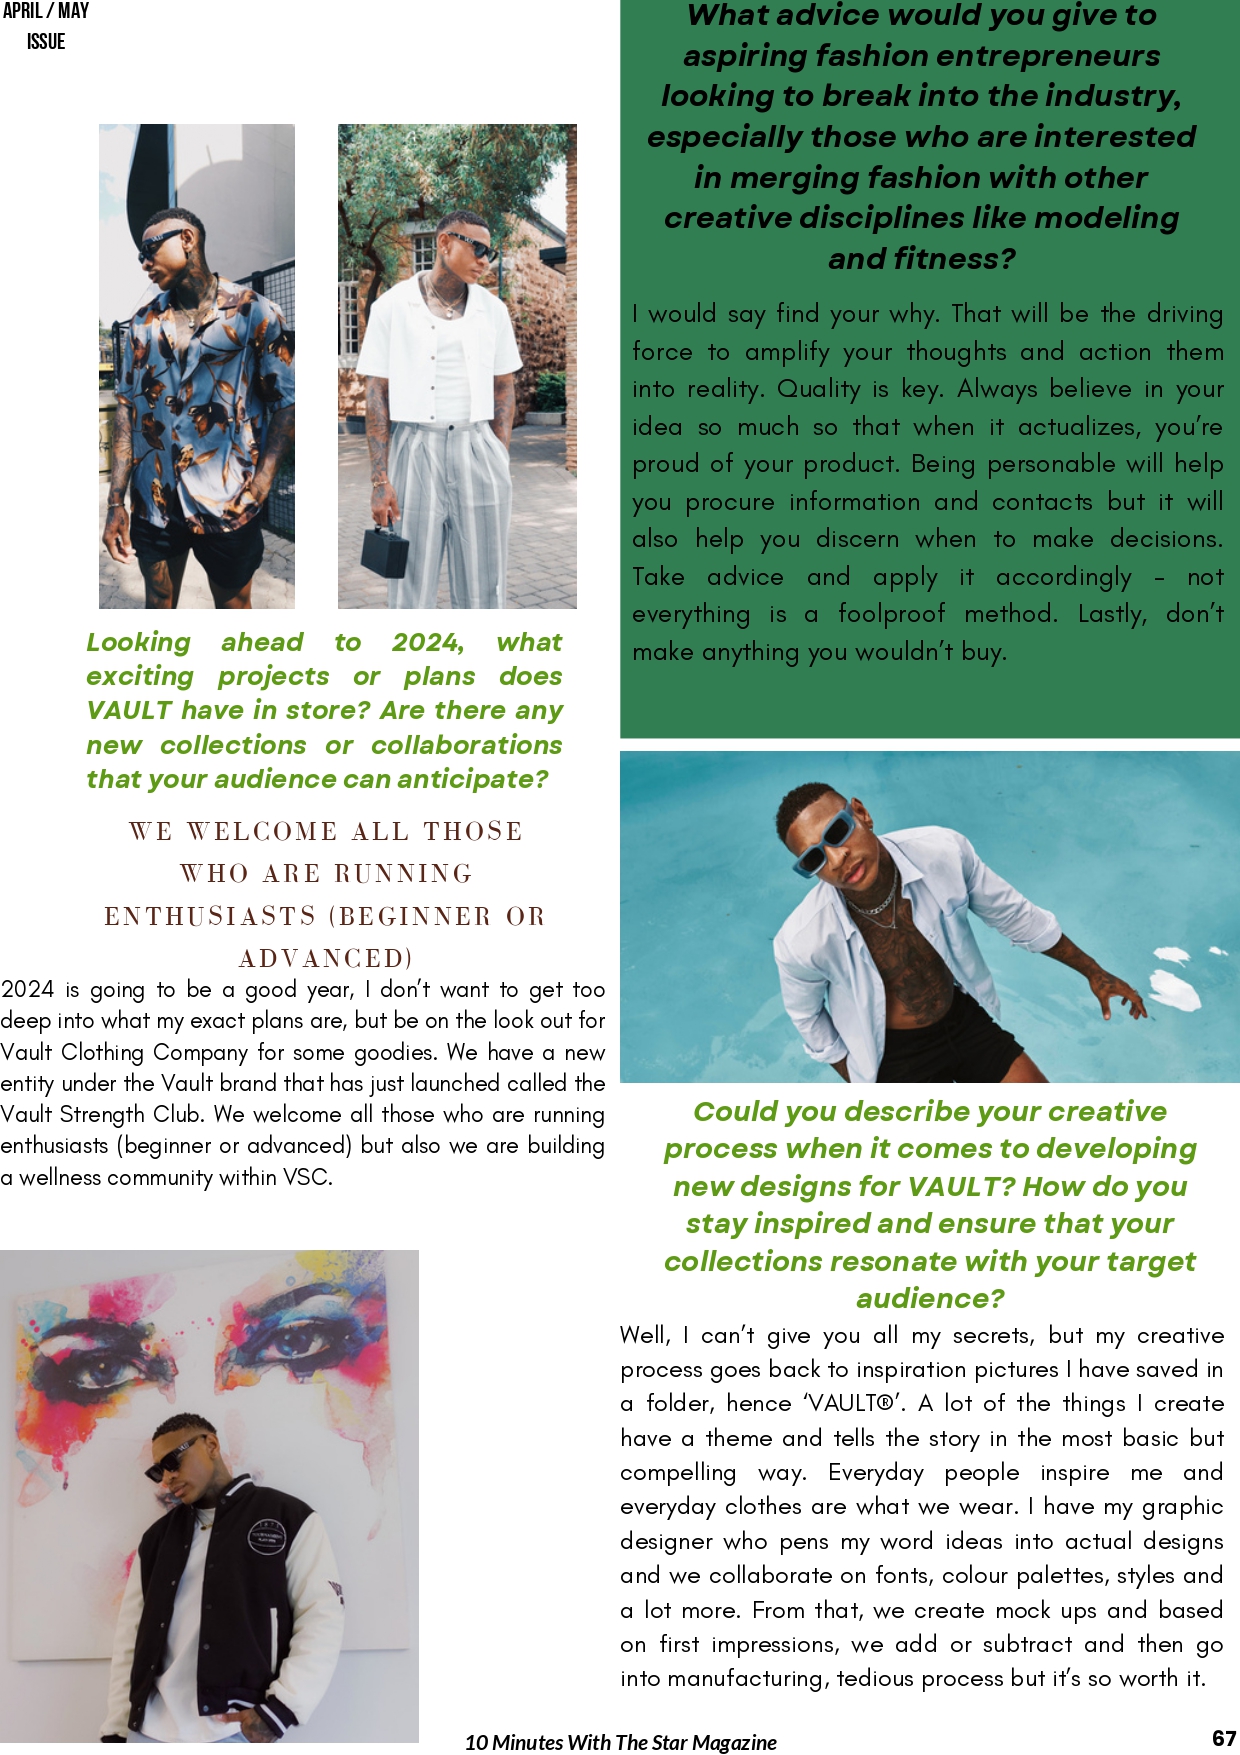 APRIL / MAY
ISSUE
Looking ahead to 2024, what
exciting projects or plans does
VAULT have in store? Are there any
new collections or collaborations
that your audience can anticipate?
WE WELCOME ALL THOSE
WHO ARE RUNNING
ENTHUSIASTS (BEGINNER OR
ADVANCED)
2024 is going to be a good year, I don't want to get too
deep into what my exact plans are, but be on the look out for
Vault Clothing Company for some goodies. We have a new
entity under the Vault brand that has just launched called the
Vault Strength Club. We welcome all those who are running
enthusiasts (beginner or advanced) but also we are building
a wellness community within VSC.
What advice would you give to
aspiring fashion entrepreneurs
looking to break into the industry,
especially those who are interested
in merging fashion with other
creative disciplines like modeling
and fitness?
I would say find your why. That will be the driving
force to amplify your thoughts and action them
into reality. Quality is key. Always believe in your
idea so much so that when it actualizes, you're
proud of your product. Being personable will help
you procure information and contacts but it will
also help you discern when to make decisions.
Take advice and apply it accordingly - not
everything is a foolproof method. Lastly, don't
make anything you wouldn't buy.
Could you describe your creative
process when it comes to developing
new designs for VAULT? How do you
stay inspired and ensure that your
collections resonate with your target
audience?
Well, I can't give you all my secrets, but my creative
process goes back to inspiration pictures I have saved in
a folder, hence ‘VAULT®’. A lot of the things I create
have a theme and tells the story in the most basic but
compelling way. Everyday people inspire me and
everyday clothes are what we wear. I have my graphic
designer who pens my word ideas into actual designs
and we collaborate on fonts, colour palettes, styles and
a lot more. From that, we create mock ups and based
on first impressions, we add or subtract and then go
into manufacturing, tedious process but it's so worth it.
10 Minutes With The Star Magazine
67